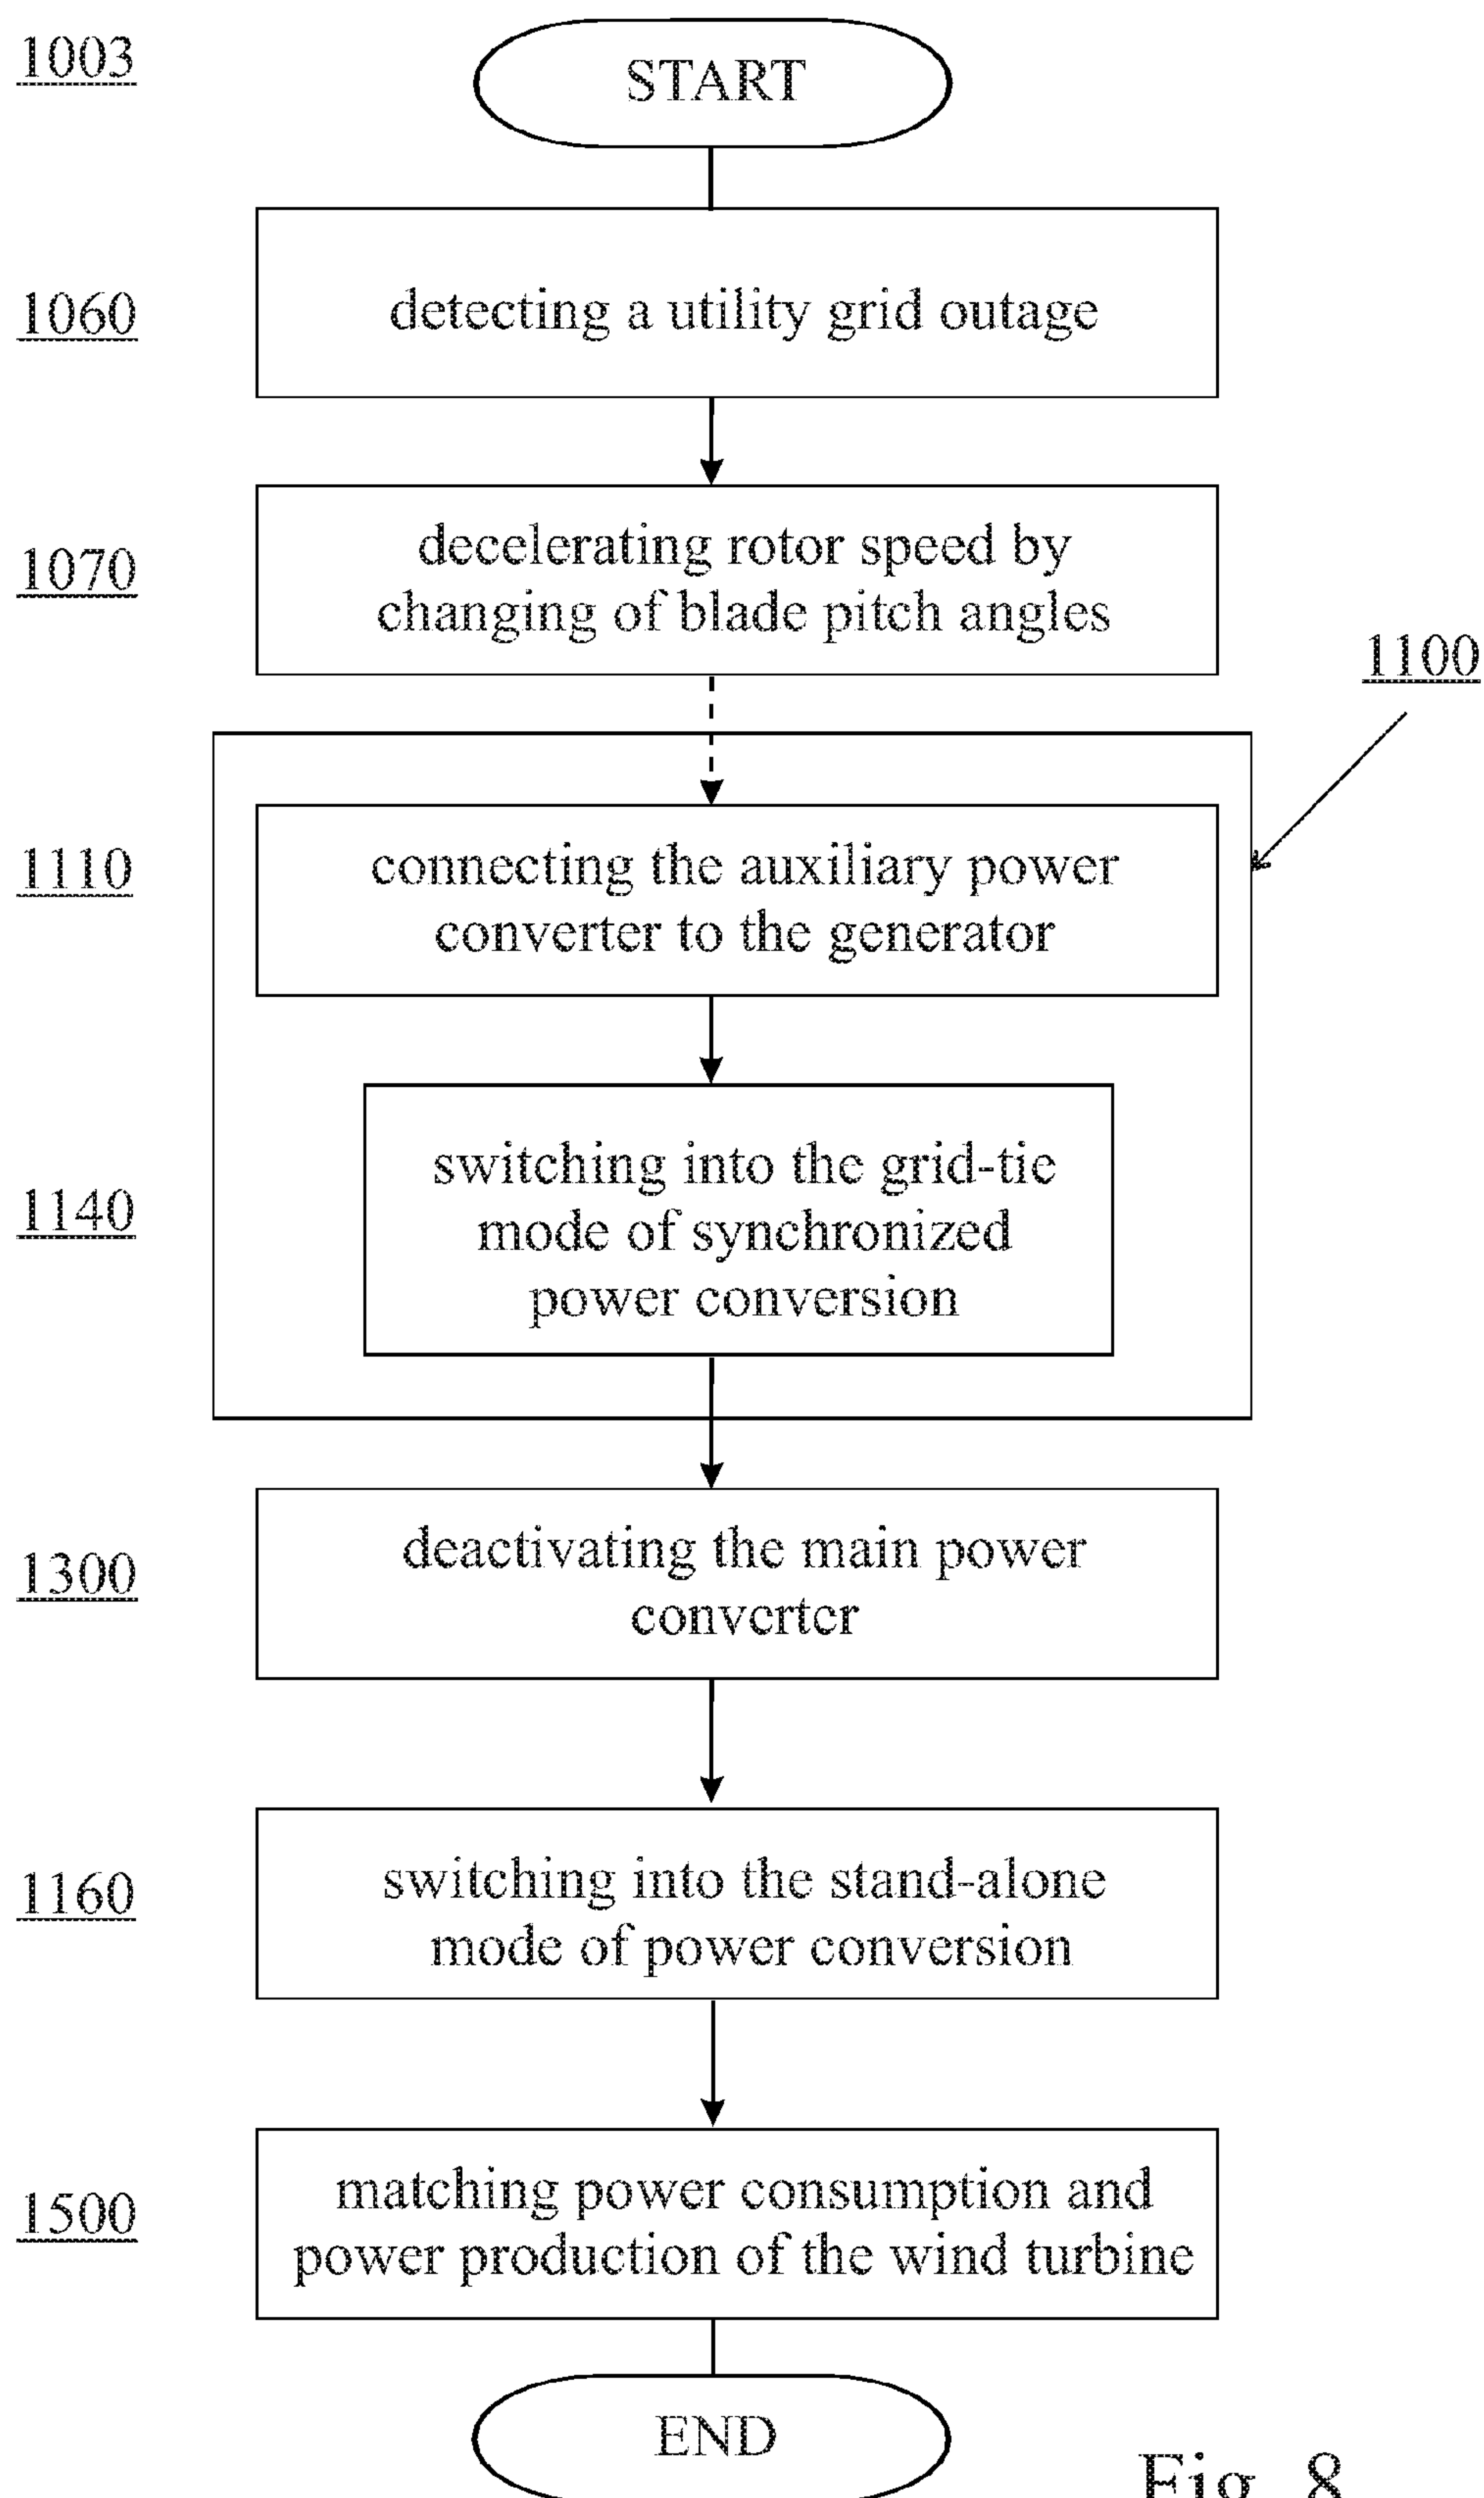 1003
START
1060
detecting a utility grid outage
1070
decelerating rotor speed by
changing of blade pitch angles
1100
1110
connecting the auxiliary power
converter to the generator
1140
switching into the grid-tie
mode of synchronized
power conversion
1300
deactivating the main power
converter
1160
switching into the stand-alone
mode of power conversion
1500
matching power consumption and
power production of the wind turbine
END
Fig. 8